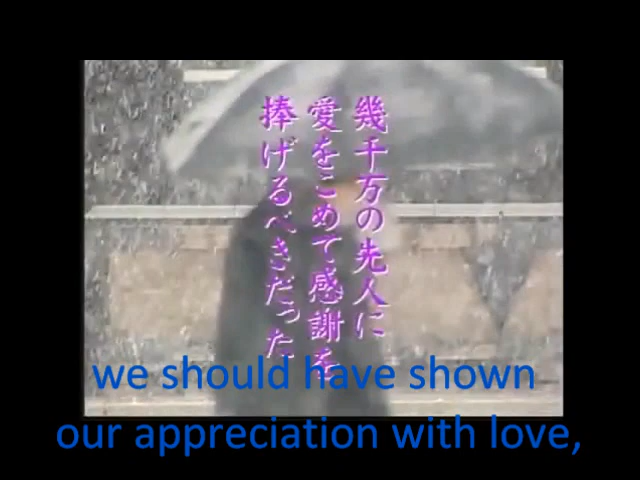 幾千万の先人に
愛をこめて感謝を
捧げるべきだった
we should have shown
our appreciation with love,